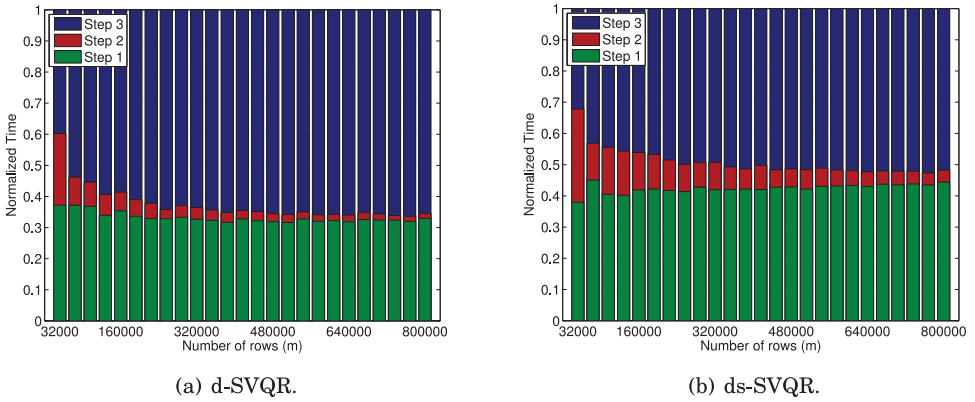 1
0.9
0.8
0.7
0.6
0.5
0.4
0.3
0.2
0.1
0
Normalized Time
Step 3
Step 2
Step 1
32000 160000 320000 480000 640000 800000
Number of rows (m)
(a) d-SVQR.
1
0.9
0.8
0.7
0.6
0.5
0.4
0.3
0.2
0.1
0
Normalized Time
Step 3
Step 2
Step 1
32000 160000 320000 480000 640000 800000
Number of rows (m)
(b) ds-SVQR.